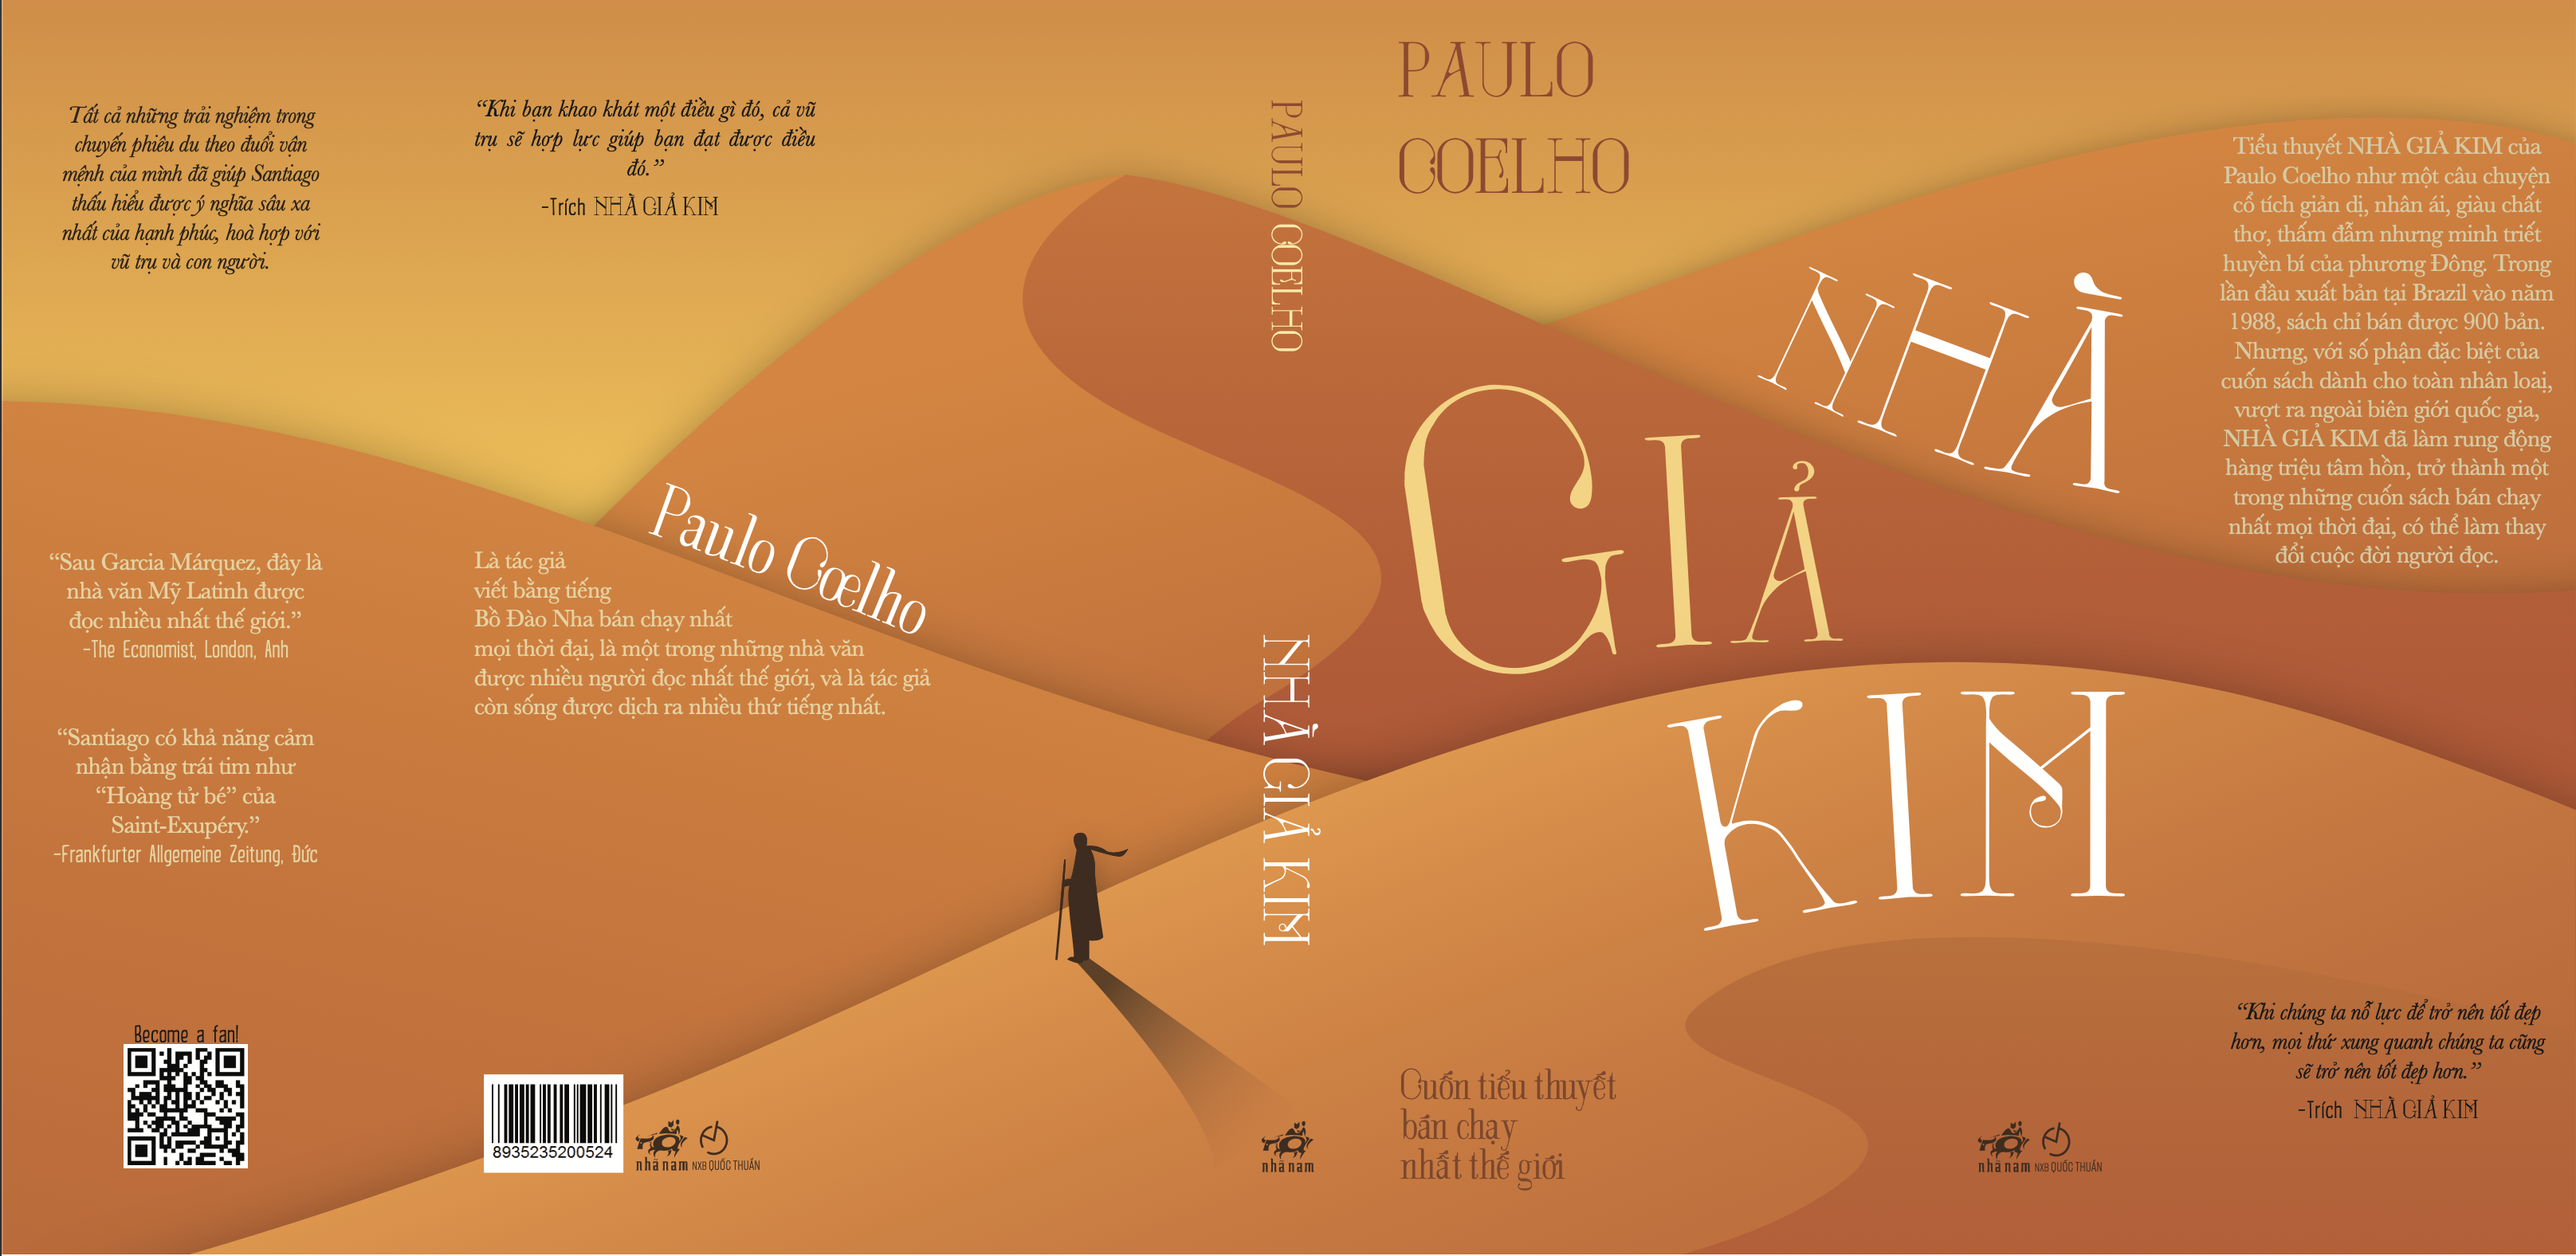 Tất cả những trải nghiệm trong
chuyến phiêu du theo đuổi vận
mệnh của mình đã giúp Santiago
thấu hiểu được ý nghĩa sâu xa
nhất của hạnh phúc, hoà hợp với
vũ trụ và con người.
“Sau Garcia Márquez, đây là
nhà văn Mỹ Latinh được
đọc nhiều nhất thế giới.”
-The Economist, London, Anh
“Santiago có khả năng cảm
nhận bằng trái tim như
“Hoàng tử bé” của
Saint-Exupéry.”
-Frankfurter Allgemeine Zeitung, Đức
Become a fan!
“Khi bạn khao khát một điều gì đó, cả vũ
trụ sẽ hợp lực giúp bạn đạt được điều
đó.”
-Trích NHÀ GIẢ KIM
Paulo Coelho
Là tác giả
viết bằng tiếng
Bồ Đào Nha bán chạy nhất
mọi thời đại, là một trong những nhà văn
được nhiều người đọc nhất thế giới, và là tác giả
còn sống được dịch ra nhiều thứ tiếng nhất.
8935235200524
nhã nam NXB QUỐC THUẤN
PAULO COELHO
NHÀ GIẢ KIM
nhã nam
PAULO
COELHO
NHÀ
GIẢ
KIM
Cuốn tiểu thuyết
bán chạy
nhất thế giới
nhã nam NXB QUỐC THUẤN
Tiểu thuyết NHÀ GIẢ KIM của
Paulo Coelho như một câu chuyện
cổ tích giản dị, nhân ái, giàu chất
thơ, thấm đẫm nhưng minh triết
huyền bí của phương Đông. Trong
lần đầu xuất bản tại Brazil vào năm
1988, sách chỉ bán được 900 bản.
Nhưng, với số phận đặc biệt của
cuốn sách dành cho toàn nhân loaị,
vượt ra ngoài biên giới quốc gia,
NHÀ GIẢ KIM đã làm rung động
hàng triệu tâm hồn, trở thành một
trong những cuốn sách bán chạy
nhất mọi thời đại, có thể làm thay
đổi cuộc đời người đọc.
“Khi chúng ta nỗ lực để trở nên tốt đẹp
hơn, mọi thứ xung quanh chúng ta cũng
sẽ trở nên tốt đẹp hơn.”
-Trích NHÀ GIẢ KIM